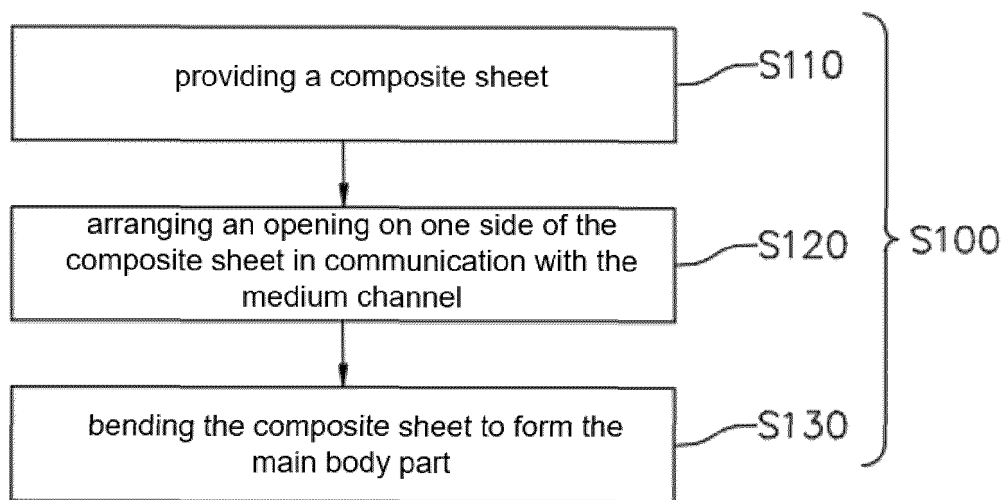 providing a composite sheet
S110
arranging an opening on one side of the
composite sheet in communication with the
medium channel
S120
S100
bending the composite sheet to form the
main body part
S130